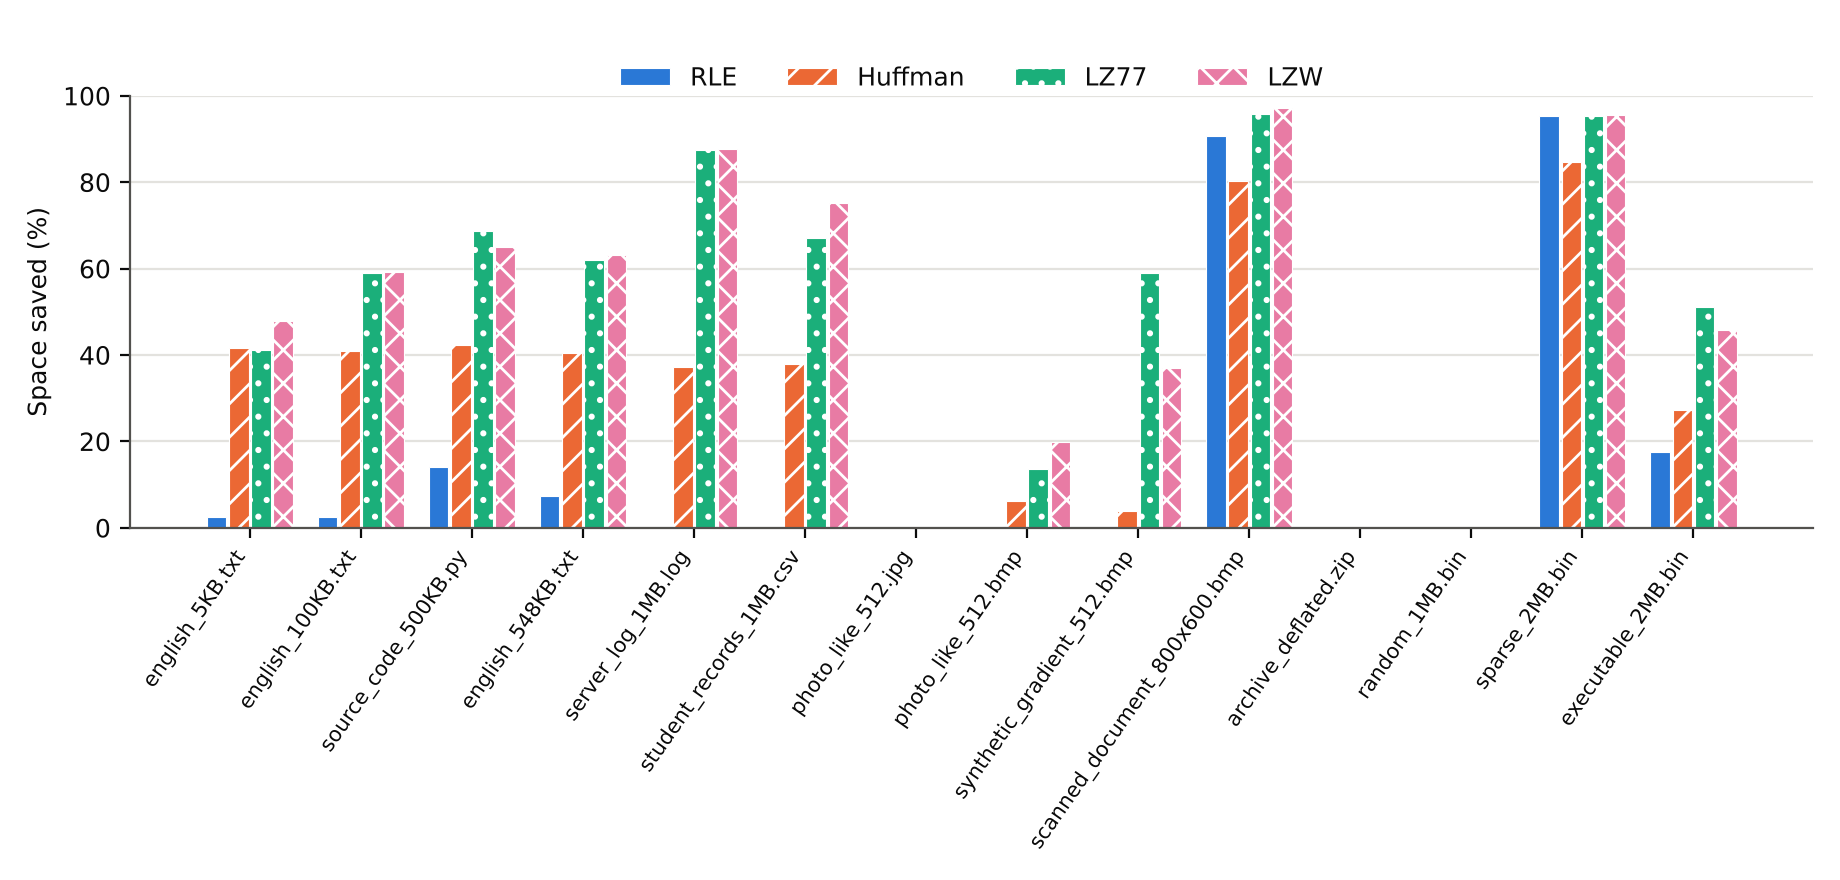 RLE Huffman LZ77 LZW
Space saved (%)
100
80
60
40
20
0
english_5KB.txt
english_100KB.txt
source_code_500KB.py
english_548KB.txt
server_log_1MB.log
student_records_1MB.csv
photo_like_512.jpg
photo_like_512.bmp
synthetic_gradient_512.bmp
scanned_document_800x600.bmp
archive_deflated.zip
random_1MB.bin
sparse_2MB.bin
executable_2MB.bin